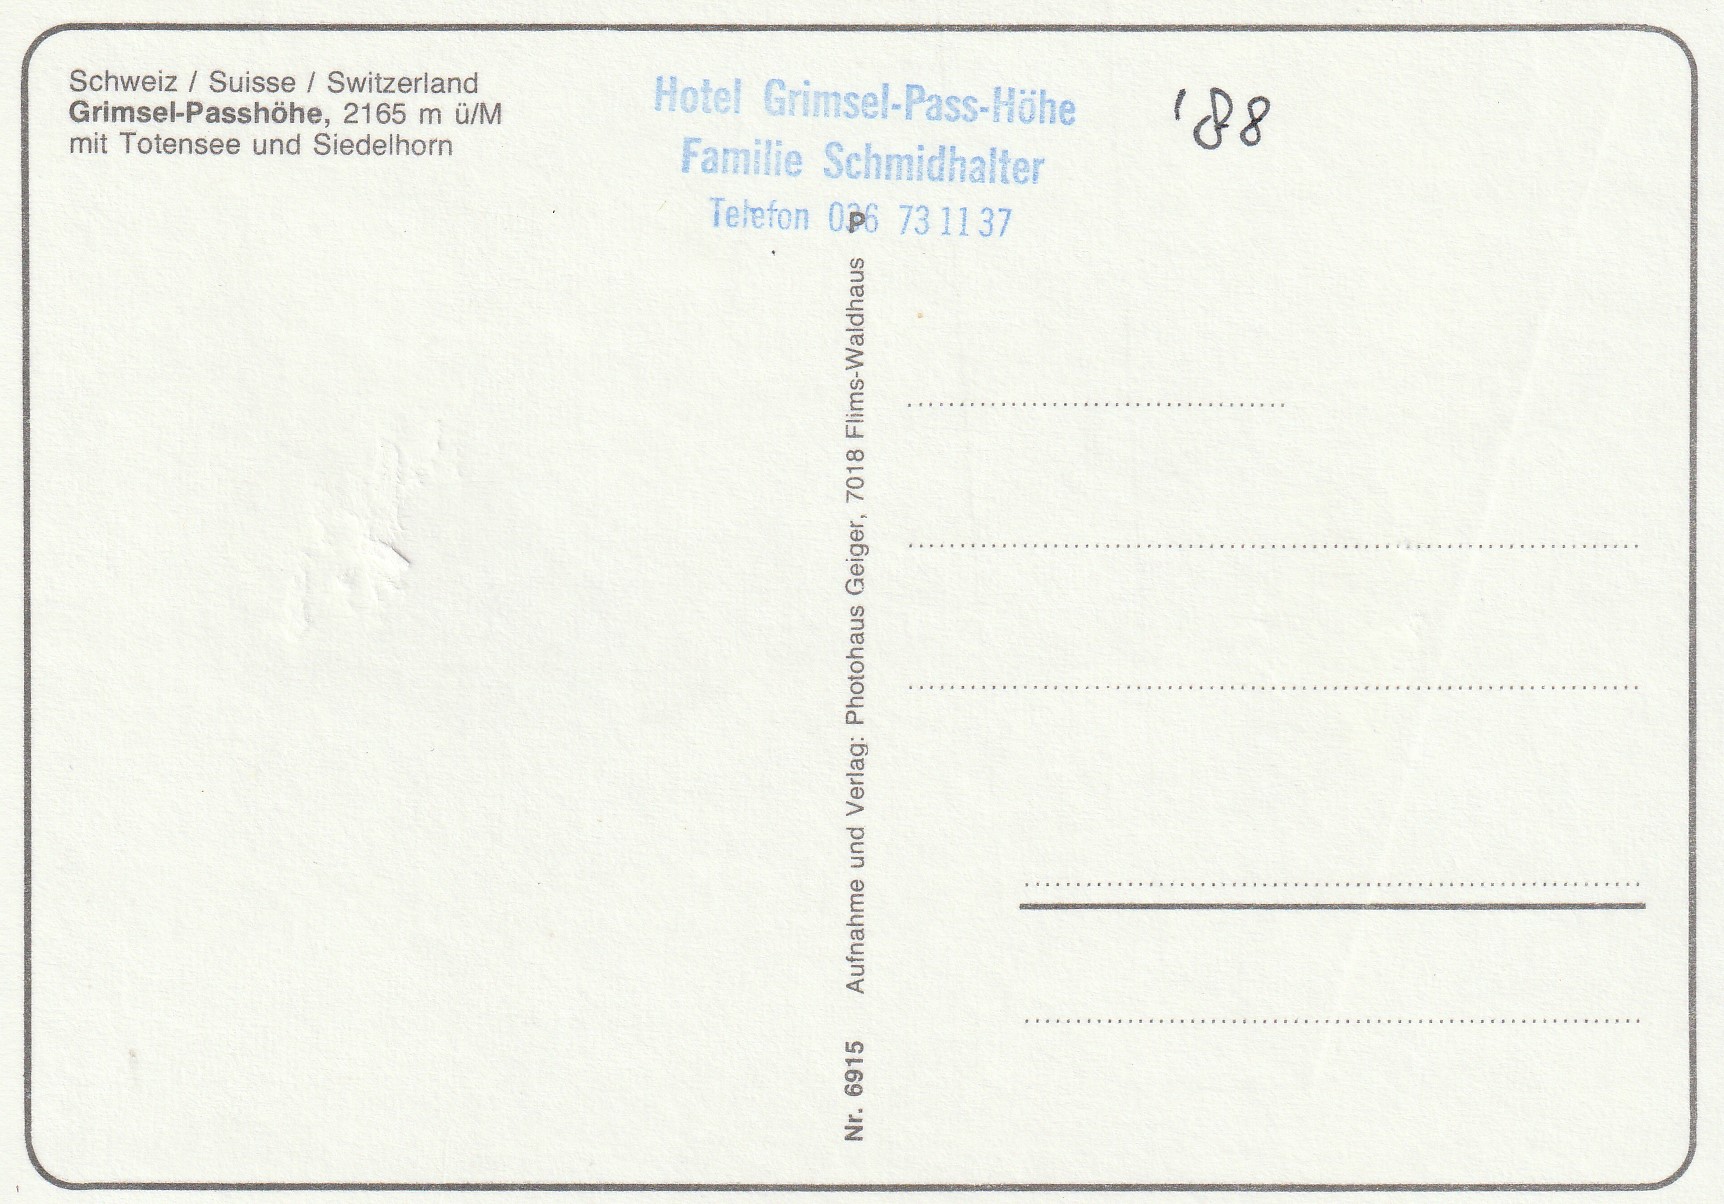 Schweiz / Suisse / Switzerland
Grimsel-Passhöhe, 2165 m ü/M
mit Totensee und Siedelhorn
Hotel Grimsel-Pass-Höhe
Familie Schmidhalter
Telefon 036 73 11 37
'88
P
Nr. 6915 Aufnahme und Verlag: Photohaus Geiger, 7018 Flims-Waldhaus